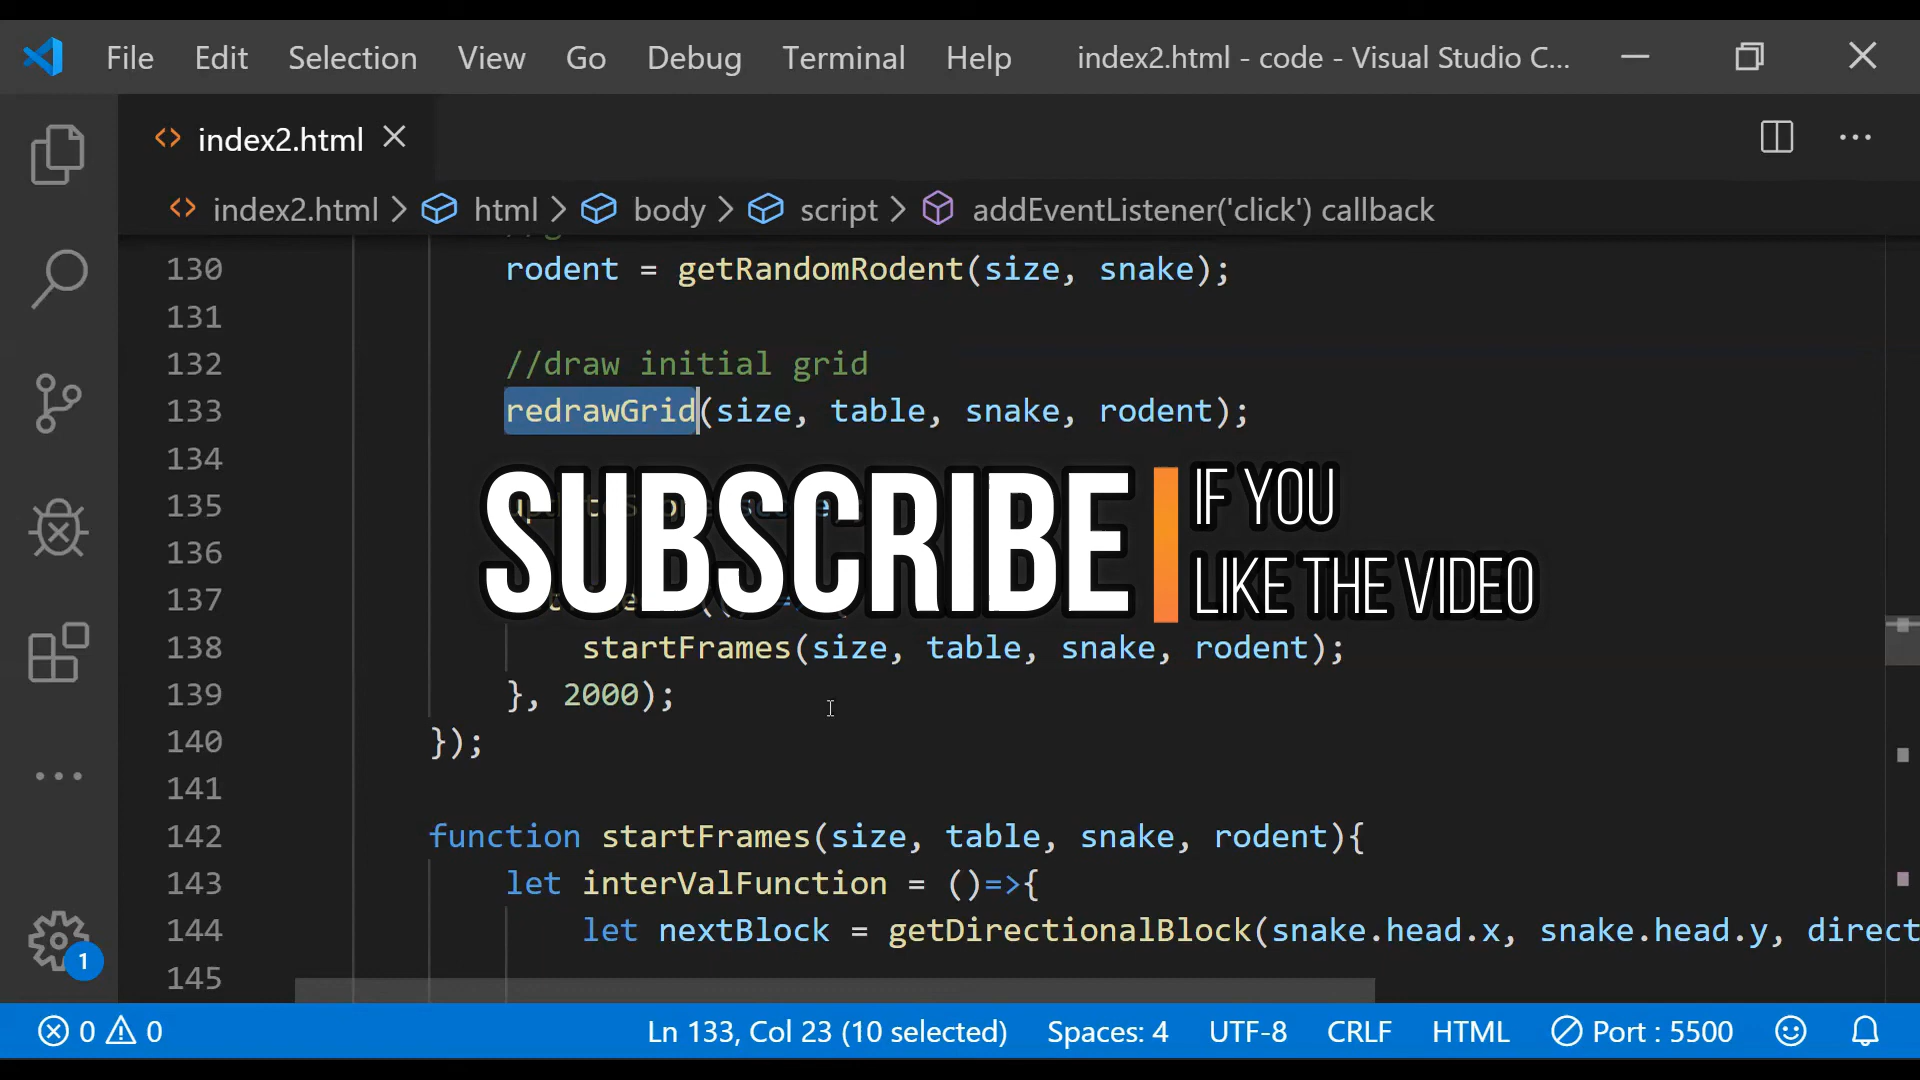 File Edit Selection View Go Debug Terminal Help index2.html - code - Visual Studio C...
index2.html
index2.html > html > body > script > addEventListener('click') callback
130 rodent = getRandomRodent(size, snake);
131
132 //draw initial grid
133 redrawGrid(size, table, snake, rodent);
134
135
136
137
SUBSCRIBE
IF YOU
LIKE THE VIDEO
138 startFrames(size, table, snake, rodent);
139 }, 2000);
140 });
141
142 function startFrames(size, table, snake, rodent){
143 let interValFunction = ()=>{
144 let nextBlock = getDirectionalBlock(snake.head.x, snake.head.y, direct
145
1
0 0 Ln 133, Col 23 (10 selected) Spaces: 4 UTF-8 CRLF HTML Port : 5500